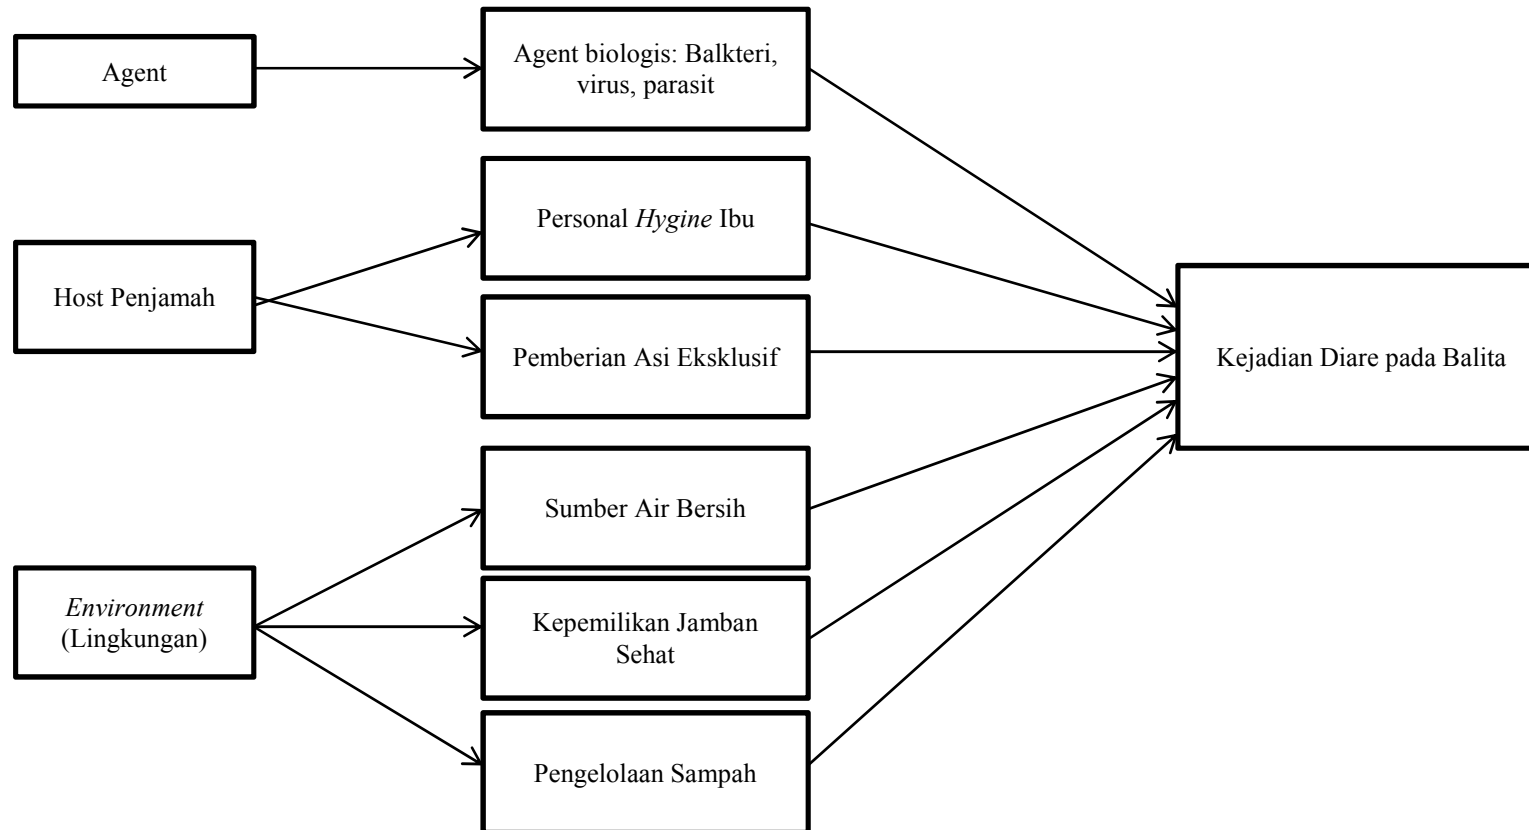 Agent
Agent biologis: Balkteri,
virus, parasit
Personal Hygine Ibu
Host Penjamah
Pemberian Asi Eksklusif
Kejadian Diare pada Balita
Sumber Air Bersih
Environment
(Lingkungan)
Kepemilikan Jamban
Sehat
Pengelolaan Sampah